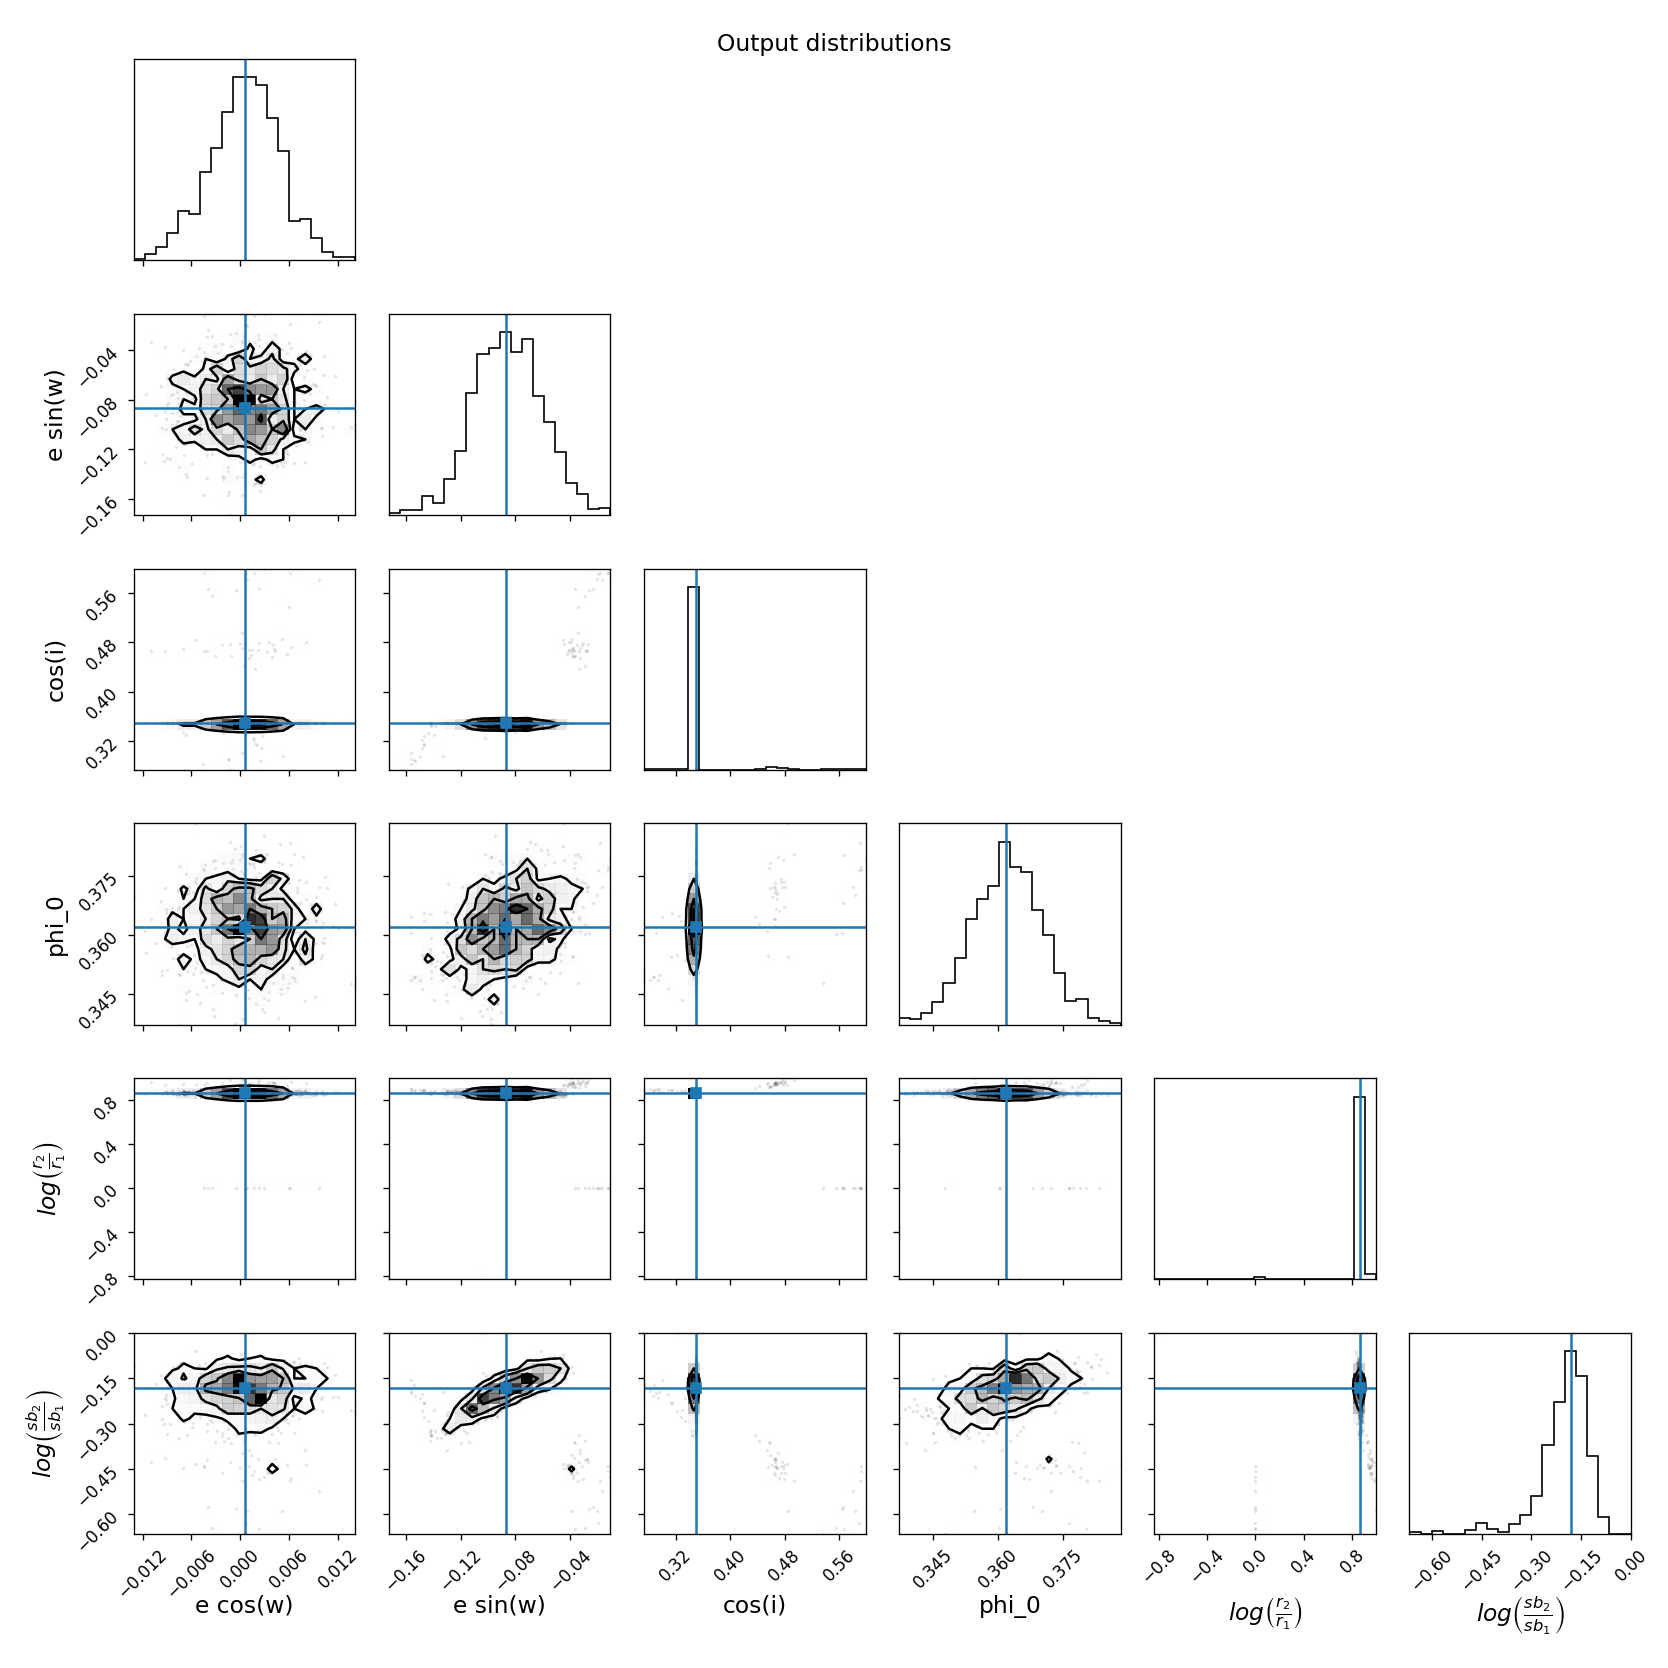 Output distributions
e sin(w)
−0.04
−0.08
−0.12
−0.16
cos(i)
0.56
0.48
0.40
0.32
phi_0
0.375
0.360
0.345
log(r₂/r₁)
0.8
0.4
0.0
−0.4
−0.8
log(sb₂/sb₁)
0.00
−0.15
−0.30
−0.45
−0.60
−0.012 −0.006 0.000 0.006 0.012 −0.16 −0.12 −0.08 −0.04 0.32 0.40 0.48 0.56 0.345 0.360 0.375 −0.8 −0.4 0.0 0.4 0.8 −0.60 −0.45 −0.30 −0.15 0.00
e cos(w) e sin(w) cos(i) phi_0 log(r₂/r₁) log(sb₂/sb₁)